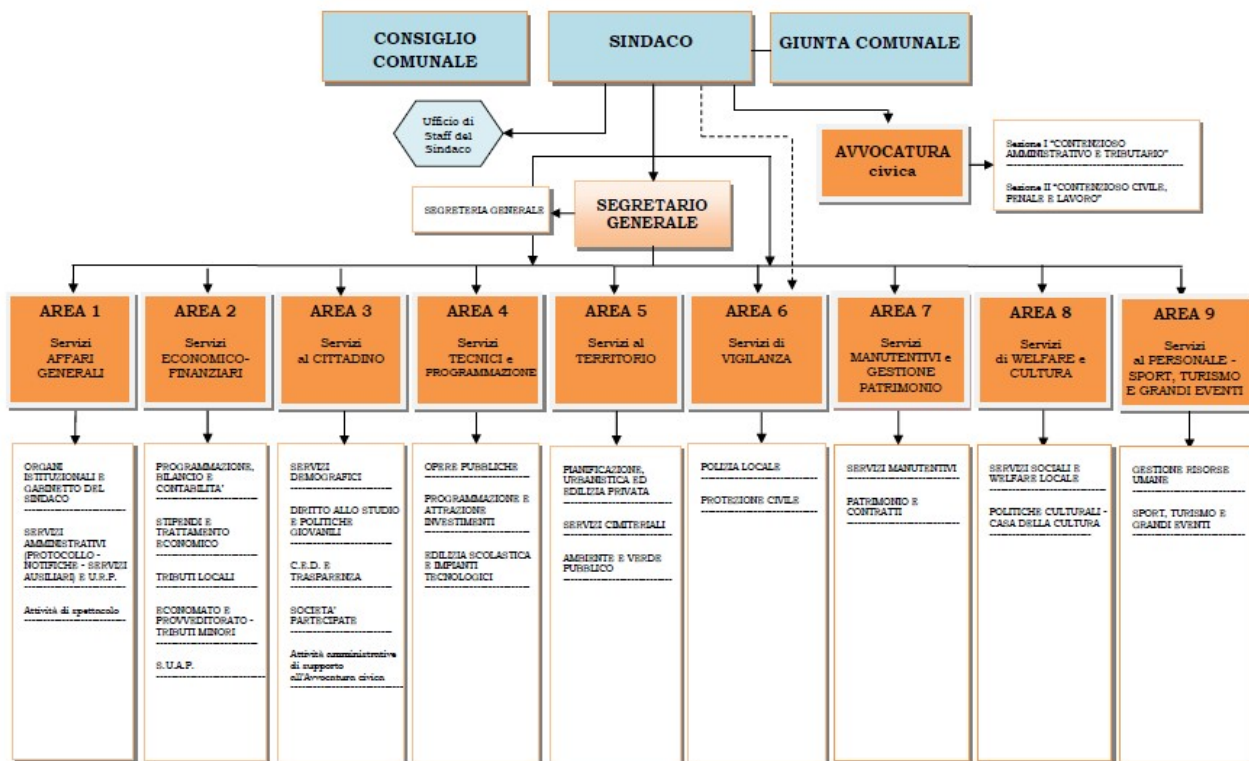 CONSIGLIO
COMUNALE
SINDACO
GIUNTA COMUNALE
Ufficio di
Staff del
Sindaco
AVVOCATURA
civica
Sezione I "CONTENZIOSO
AMMINISTRATIVO E TRIBUTARIO"
Sezione II "CONTENZIOSO CIVILE,
PENALE E LAVORO"
SEGRETERIA GENERALE
SEGRETARIO
GENERALE
AREA 1
Servizi
AFFARI
GENERALI
AREA 2
Servizi
ECONOMICO-
FINANZIARI
AREA 3
Servizi
al CITTADINO
AREA 4
Servizi
TECNICI e
PROGRAMMAZIONE
AREA 5
Servizi al
TERRITORIO
AREA 6
Servizi di
VIGILANZA
AREA 7
Servizi
MANUTENTIVI e
GESTIONE
PATRIMONIO
AREA 8
Servizi
di WELFARE e
CULTURA
AREA 9
Servizi
al PERSONALE -
SPORT, TURISMO
E GRANDI EVENTI
ORGANI
ISTITUZIONALI E
GABINETTO DEL
SINDACO
SERVIZI
AMMINISTRATIVI
(PROTOCOLLO -
NOTIFICHE - SERVIZI
AUSILIARI) E U.R.P.
Attività di spettocolo
PROGRAMMAZIONE,
BILANCIO E
CONTABILITA'
STIPENDI E
TRATTAMENTO
ECONOMICO
TRIBUTI LOCALI
ECONOMATO E
PROVVEDITORATO -
TRIBUTI MINORI
S.U.A.P.
SERVIZI
DEMOGRAFICI
DIRITTO ALLO STUDIO
E POLITICHE
GIOVANILI
C.E.D. E
TRASPARENZA
SOCIETA'
PARTECIPATE
Attività amministrative
di supporto
all'Avvocatura civica
OPERE PUBBLICHE
PROGRAMMAZIONE E
ATTRAZIONE
INVESTIMENTI
EDILIZIA SCOLASTICA
E IMPIANTI
TECNOLOGICI
PIANIFICAZIONE,
URBANISTICA ED
EDILIZIA PRIVATA
SERVIZI CIMITERIALI
AMBIENTE E VERDE
PUBBLICO
POLIZIA LOCALE
PROTEZIONE CIVILE
SERVIZI MANUTENTIVI
PATRIMONIO E
CONTRATTI
SERVIZI SOCIALI E
WELFARE LOCALE
POLITICHE CULTURALI -
CASA DELLA CULTURA
GESTIONE RISORSE
UMANE
SPORT, TURISMO E
GRANDI EVENTI